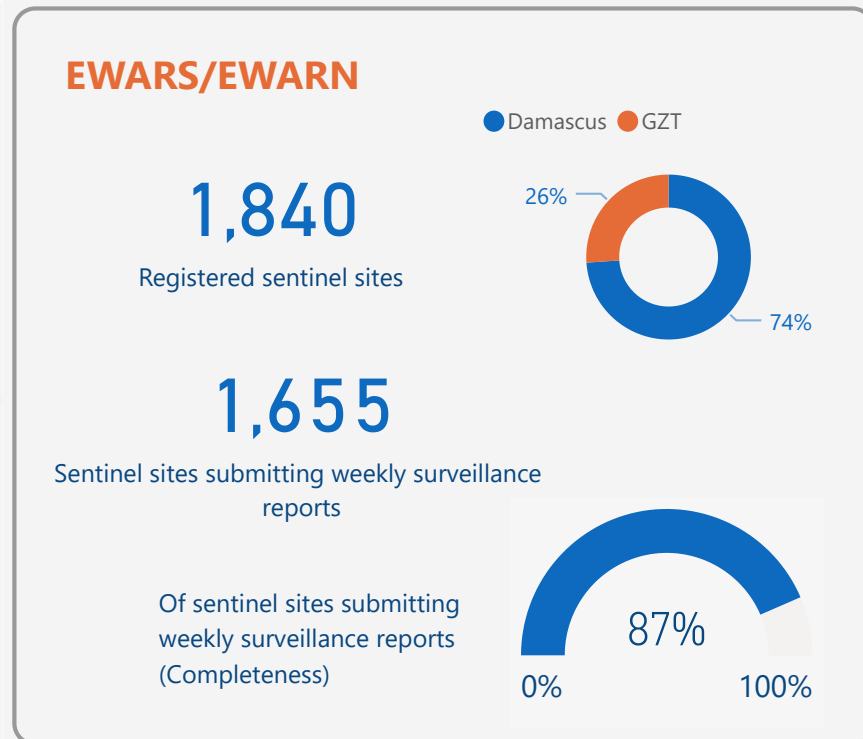 EWARS/EWARN
Damascus GZT
1,840
Registered sentinel sites
26%
74%
1,655
Sentinel sites submitting weekly surveillance
reports
Of sentinel sites submitting
weekly surveillance reports
(Completeness)
87%
0% 100%